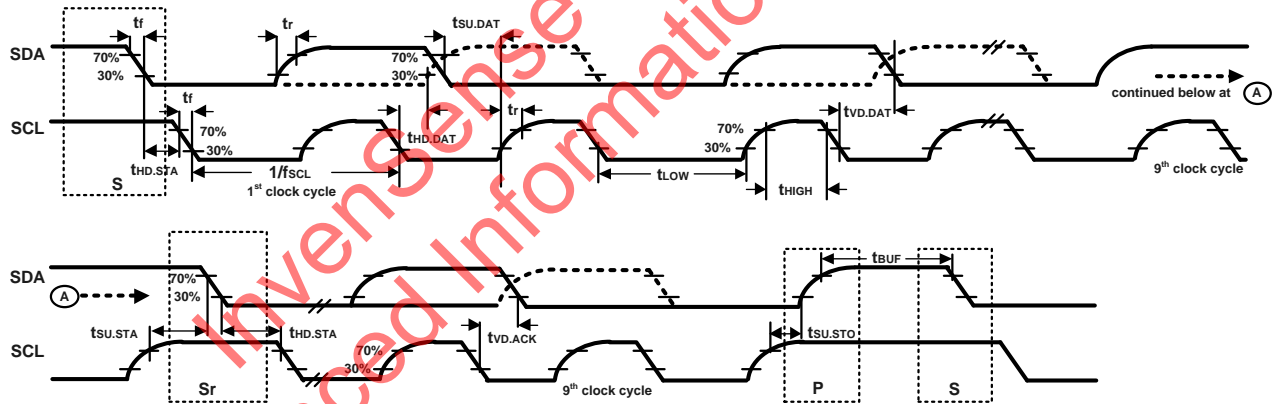 tf
tr
tSU.DAT
SDA
70%
30%
70%
30%
continued below at A
tf
tr
tVD.DAT
SCL
70%
30%
tHD.DAT
70%
30%
tHD.STA
S
1/fSCL
1st clock cycle
tLOW
tHIGH
9th clock cycle
SDA
70%
30%
A
tBUF
tSU.STA
tHD.STA
tVD.ACK
tSU.STO
SCL
70%
30%
Sr
9th clock cycle
P
S
InvenSense
Information